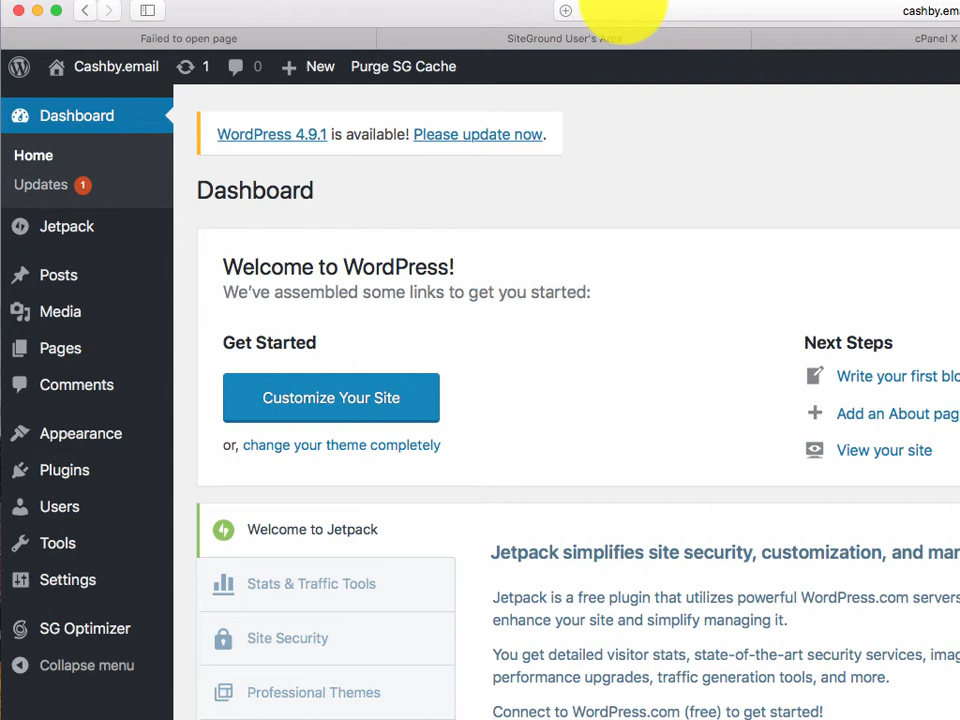 cashby.ema
Failed to open page
SiteGround User's Area
cPanel X
Cashby.email
1
0
New
Purge SG Cache
Dashboard
Home
Updates 1
Jetpack
Posts
Media
Pages
Comments
Appearance
Plugins
Users
Tools
Settings
SG Optimizer
Collapse menu
WordPress 4.9.1 is available! Please update now.
Dashboard
Welcome to WordPress!
We've assembled some links to get you started:
Get Started
Customize Your Site
or, change your theme completely
Next Steps
Write your first blo
Add an About pag
View your site
Welcome to Jetpack
Stats & Traffic Tools
Site Security
Professional Themes
Jetpack simplifies site security, customization, and man
Jetpack is a free plugin that utilizes powerful WordPress.com servers
enhance your site and simplify managing it.
You get detailed visitor stats, state-of-the-art security services, imag
performance upgrades, traffic generation tools, and more.
Connect to WordPress.com (free) to get started!